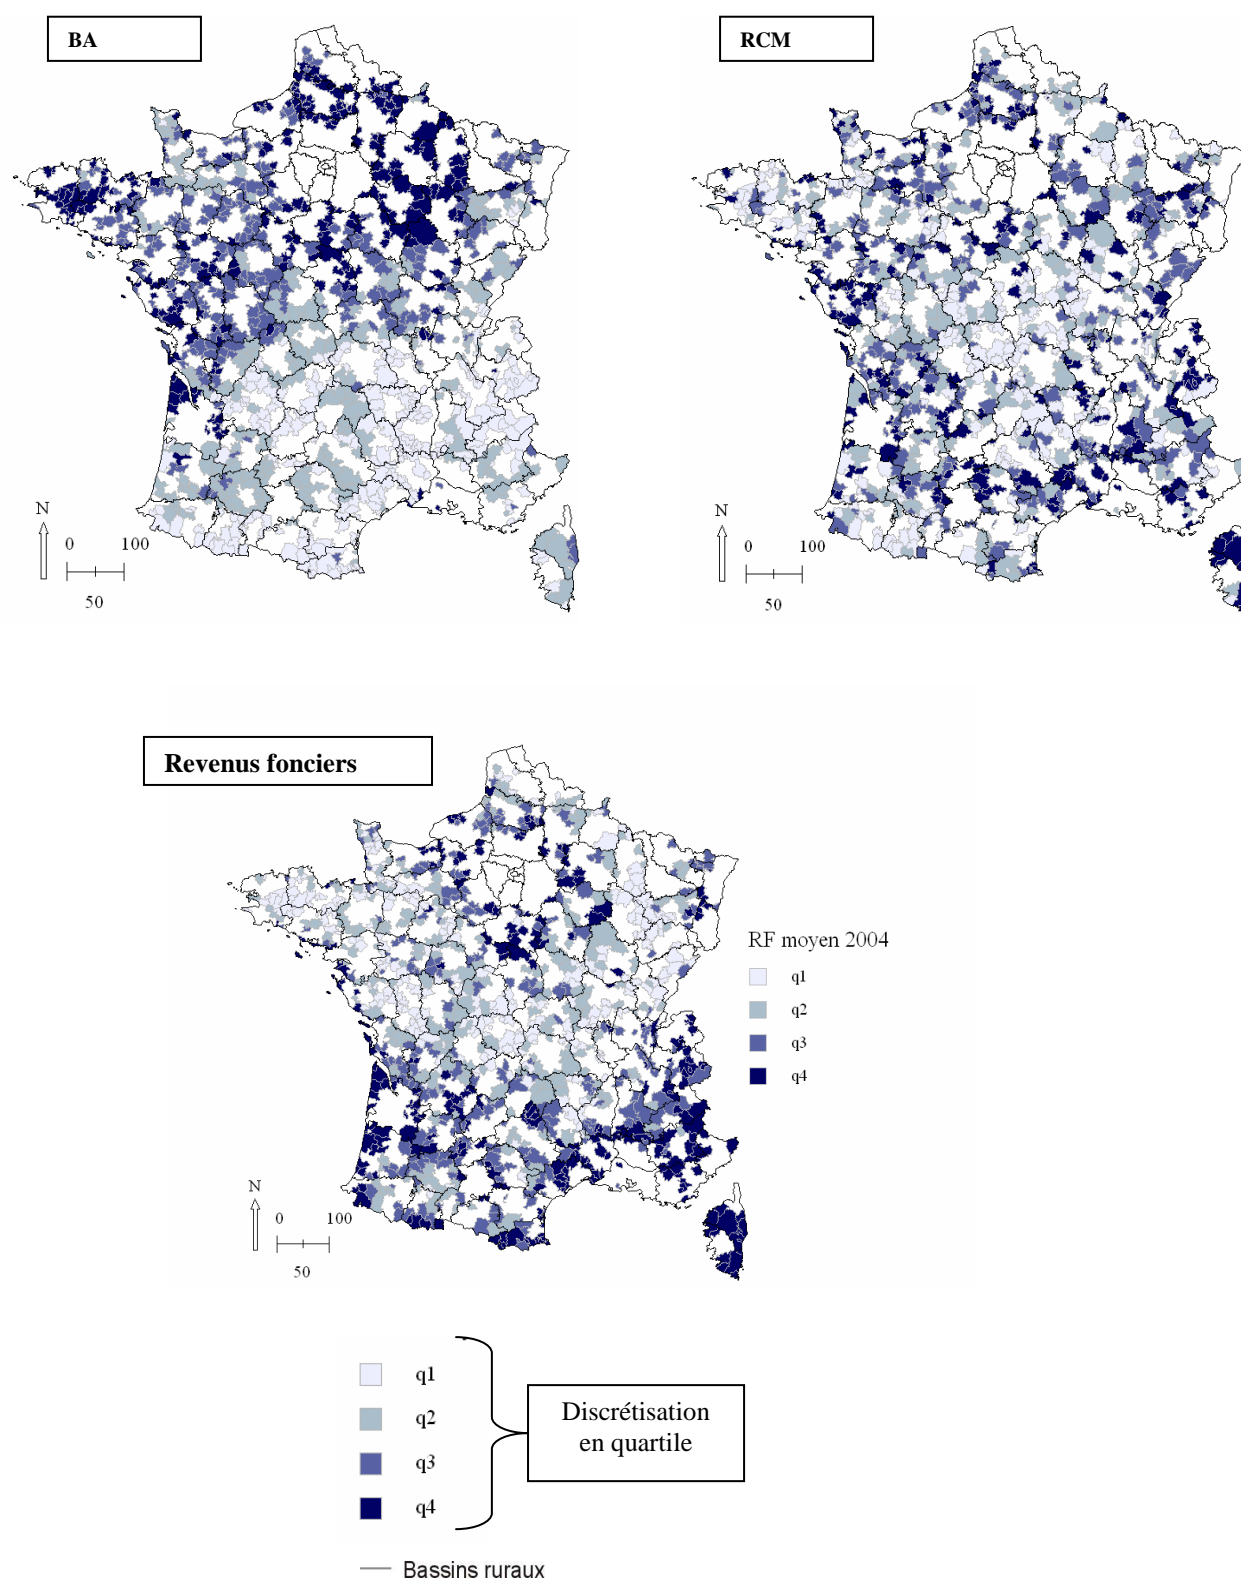 BA
RCM
N
0 100
50
N
0 100
50
Revenus fonciers
RF moyen 2004
q1
q2
q3
q4
N
0 100
50
q1
q2
q3
q4
Discrétisation
en quartile
Bassins ruraux